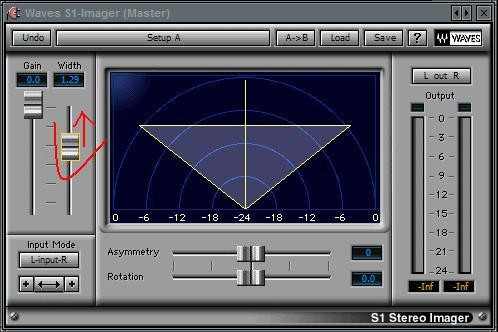 Waves S1-Imager (Master)
Undo Setup A A->B Load Save ? WAVES
Gain Width
0.0 1.29
L out R
Output
0
3
6
9
12
15
18
21
24
-Inf -Inf
0 -6 -12 -18 -24 -18 -12 -6 0
Asymmetry 0
Rotation 0.0
Input Mode
L-input-R
S1 Stereo Imager